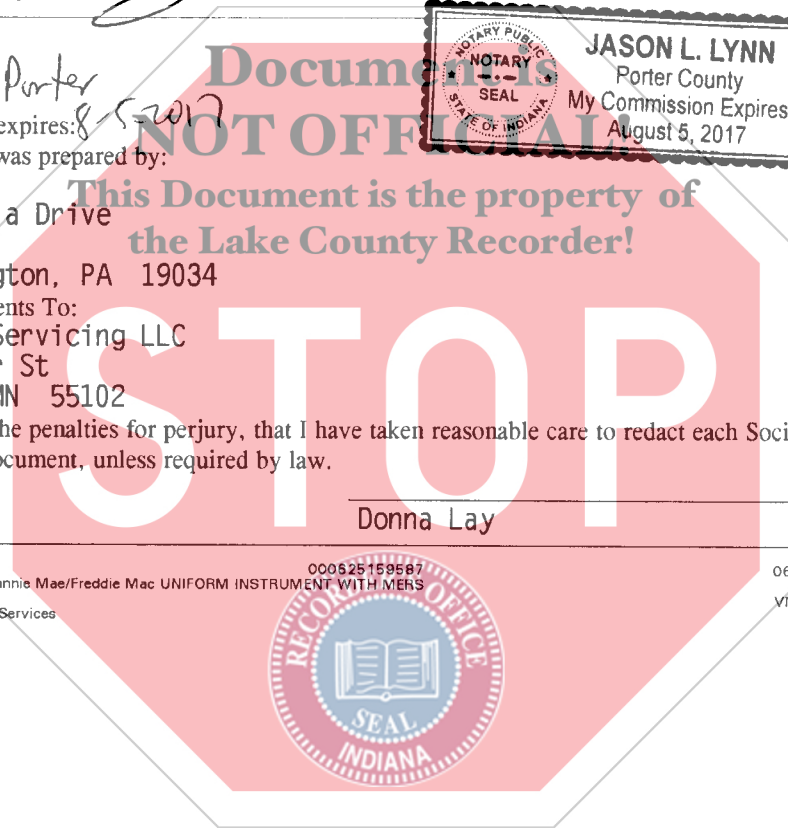 NOTARY PUBLIC
NOTARY
SEAL
STATE OF INDIANA
JASON L. LYNN
Porter County
My Commission Expires
August 5, 2017
Document is
NOT OFFICIAL!
This Document is the property of
the Lake County Recorder!
Porter
expires: 8-5-2017
was prepared by:
a Drive
gton, PA 19034
ents To:
Servicing LLC
St
MN 55102
he penalties for perjury, that I have taken reasonable care to redact each Soci
ocument, unless required by law.
STOP
Donna Lay
000625159587
nnie Mae/Freddie Mac UNIFORM INSTRUMENT WITH MERS
06
Services
RECORDER OFFICE
SEAL
INDIANA